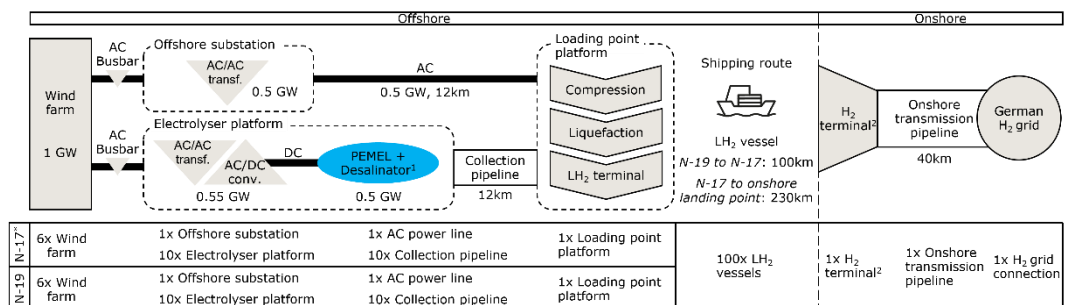 Offshore
Onshore
AC
Busbar
Offshore substation
AC/AC
transf.
0.5 GW
AC
0.5 GW, 12km
Loading point
platform
Compression
Liquefaction
LH₂ terminal
Shipping route
LH₂ vessel
N-19 to N-17: 100km
N-17 to onshore
landing point: 230km
H₂
terminal²
Onshore
transmission
pipeline
40km
German
H₂ grid
Wind
farm
1 GW
AC
Busbar
Electrolyser platform
AC/AC
transf.
AC/DC
conv.
0.55 GW
DC
PEMEL +
Desalinator¹
0.5 GW
Collection
pipeline
12km
N-17ˣ
6x Wind
farm
1x Offshore substation
10x Electrolyser platform
1x AC power line
10x Collection pipeline
1x Loading point
platform
N-19
6x Wind
farm
1x Offshore substation
10x Electrolyser platform
1x AC power line
10x Collection pipeline
1x Loading point
platform
100x LH₂
vessels
1x H₂
terminal²
1x Onshore
transmission
pipeline
1x H₂ grid
connection